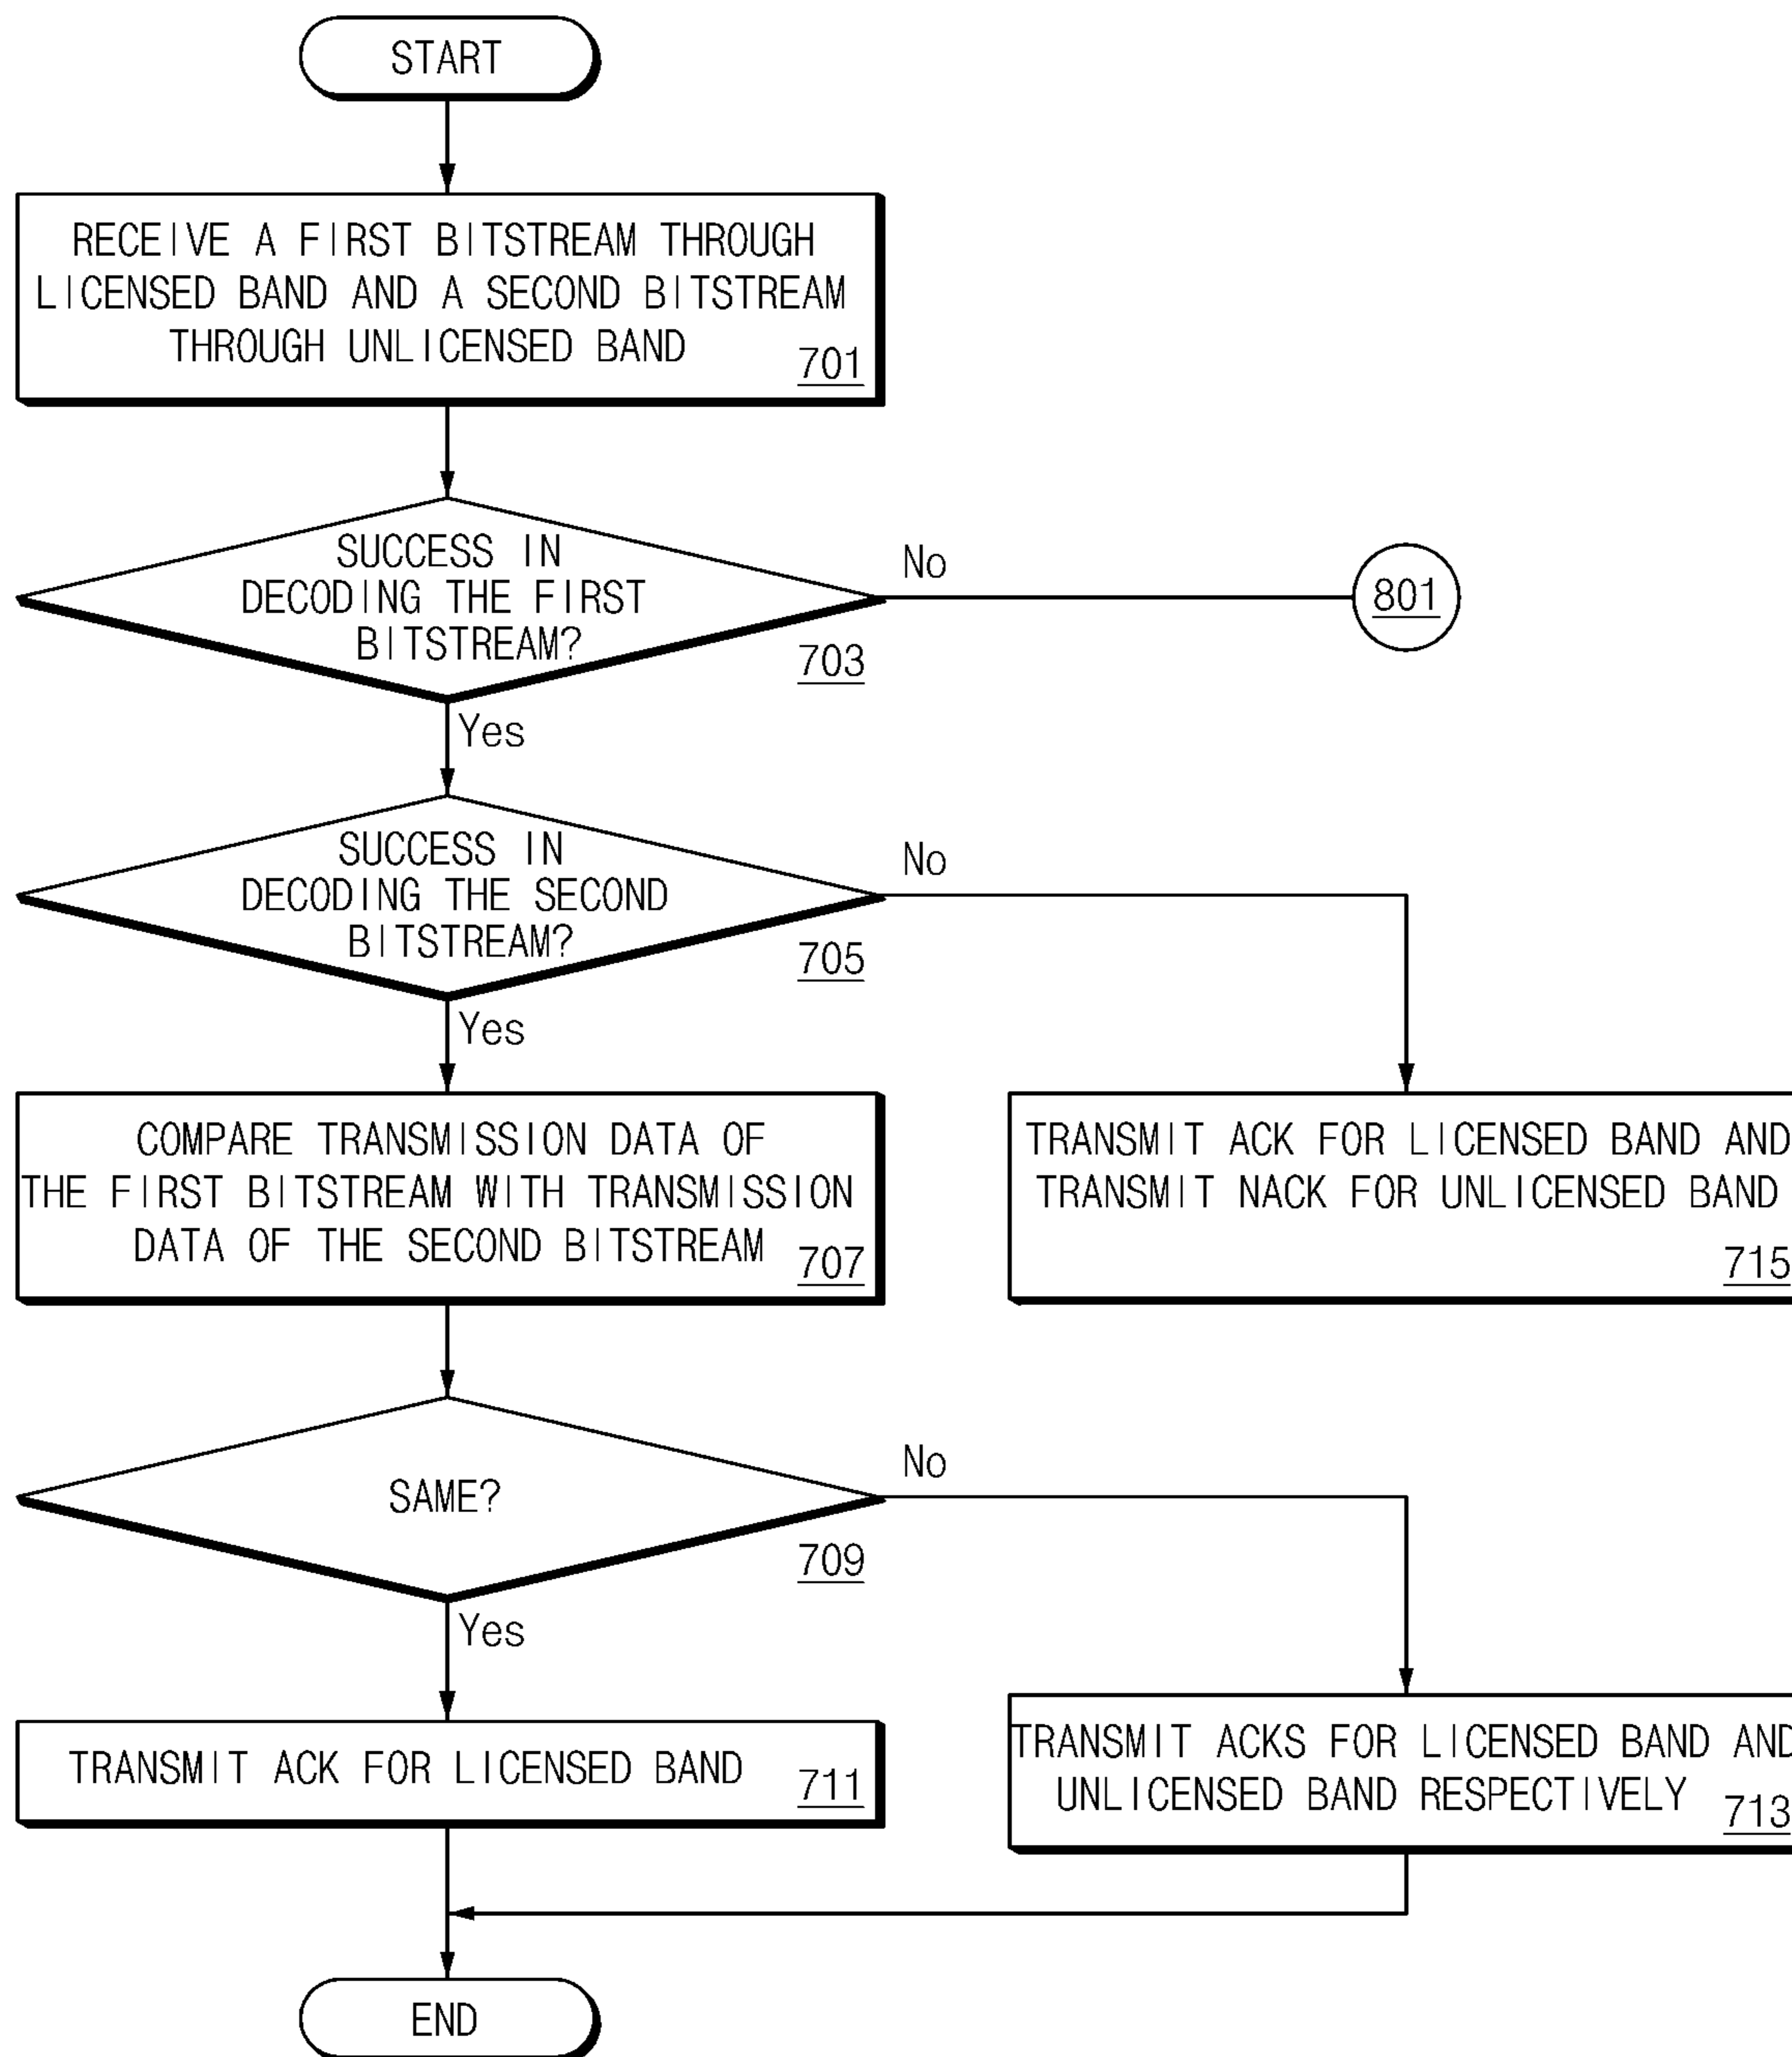 START
RECEIVE A FIRST BITSTREAM THROUGH
LICENSED BAND AND A SECOND BITSTREAM
THROUGH UNLICENSED BAND
701
SUCCESS IN
DECODING THE FIRST
BITSTREAM?
703
No
801
Yes
SUCCESS IN
DECODING THE SECOND
BITSTREAM?
705
No
Yes
COMPARE TRANSMISSION DATA OF
THE FIRST BITSTREAM WITH TRANSMISSION
DATA OF THE SECOND BITSTREAM
707
TRANSMIT ACK FOR LICENSED BAND AND
TRANSMIT NACK FOR UNLICENSED BAND
715
SAME?
709
No
Yes
TRANSMIT ACK FOR LICENSED BAND
711
TRANSMIT ACKS FOR LICENSED BAND AND
UNLICENSED BAND RESPECTIVELY
713
END